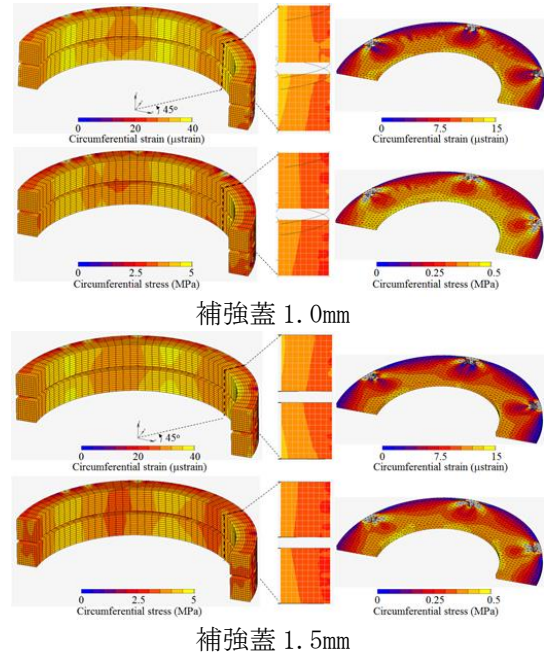 45°
0 20 40
Circumferential strain (μstrain)
0 7.5 15
Circumferential strain (μstrain)
0 2.5 5
Circumferential stress (MPa)
0 0.25 0.5
Circumferential stress (MPa)
補強蓋 1.0mm
45°
0 20 40
Circumferential strain (μstrain)
0 7.5 15
Circumferential strain (μstrain)
0 2.5 5
Circumferential stress (MPa)
0 0.25 0.5
Circumferential stress (MPa)
補強蓋 1.5mm